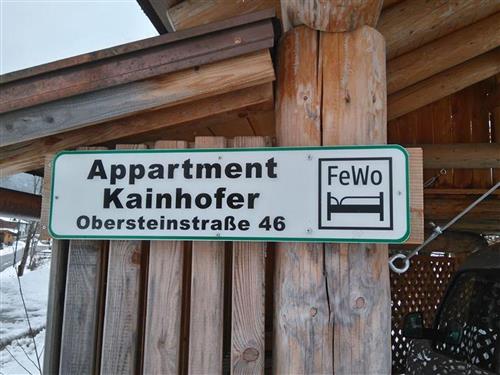 Appartment
Kainhofer
Obersteinstraße 46
FeWo